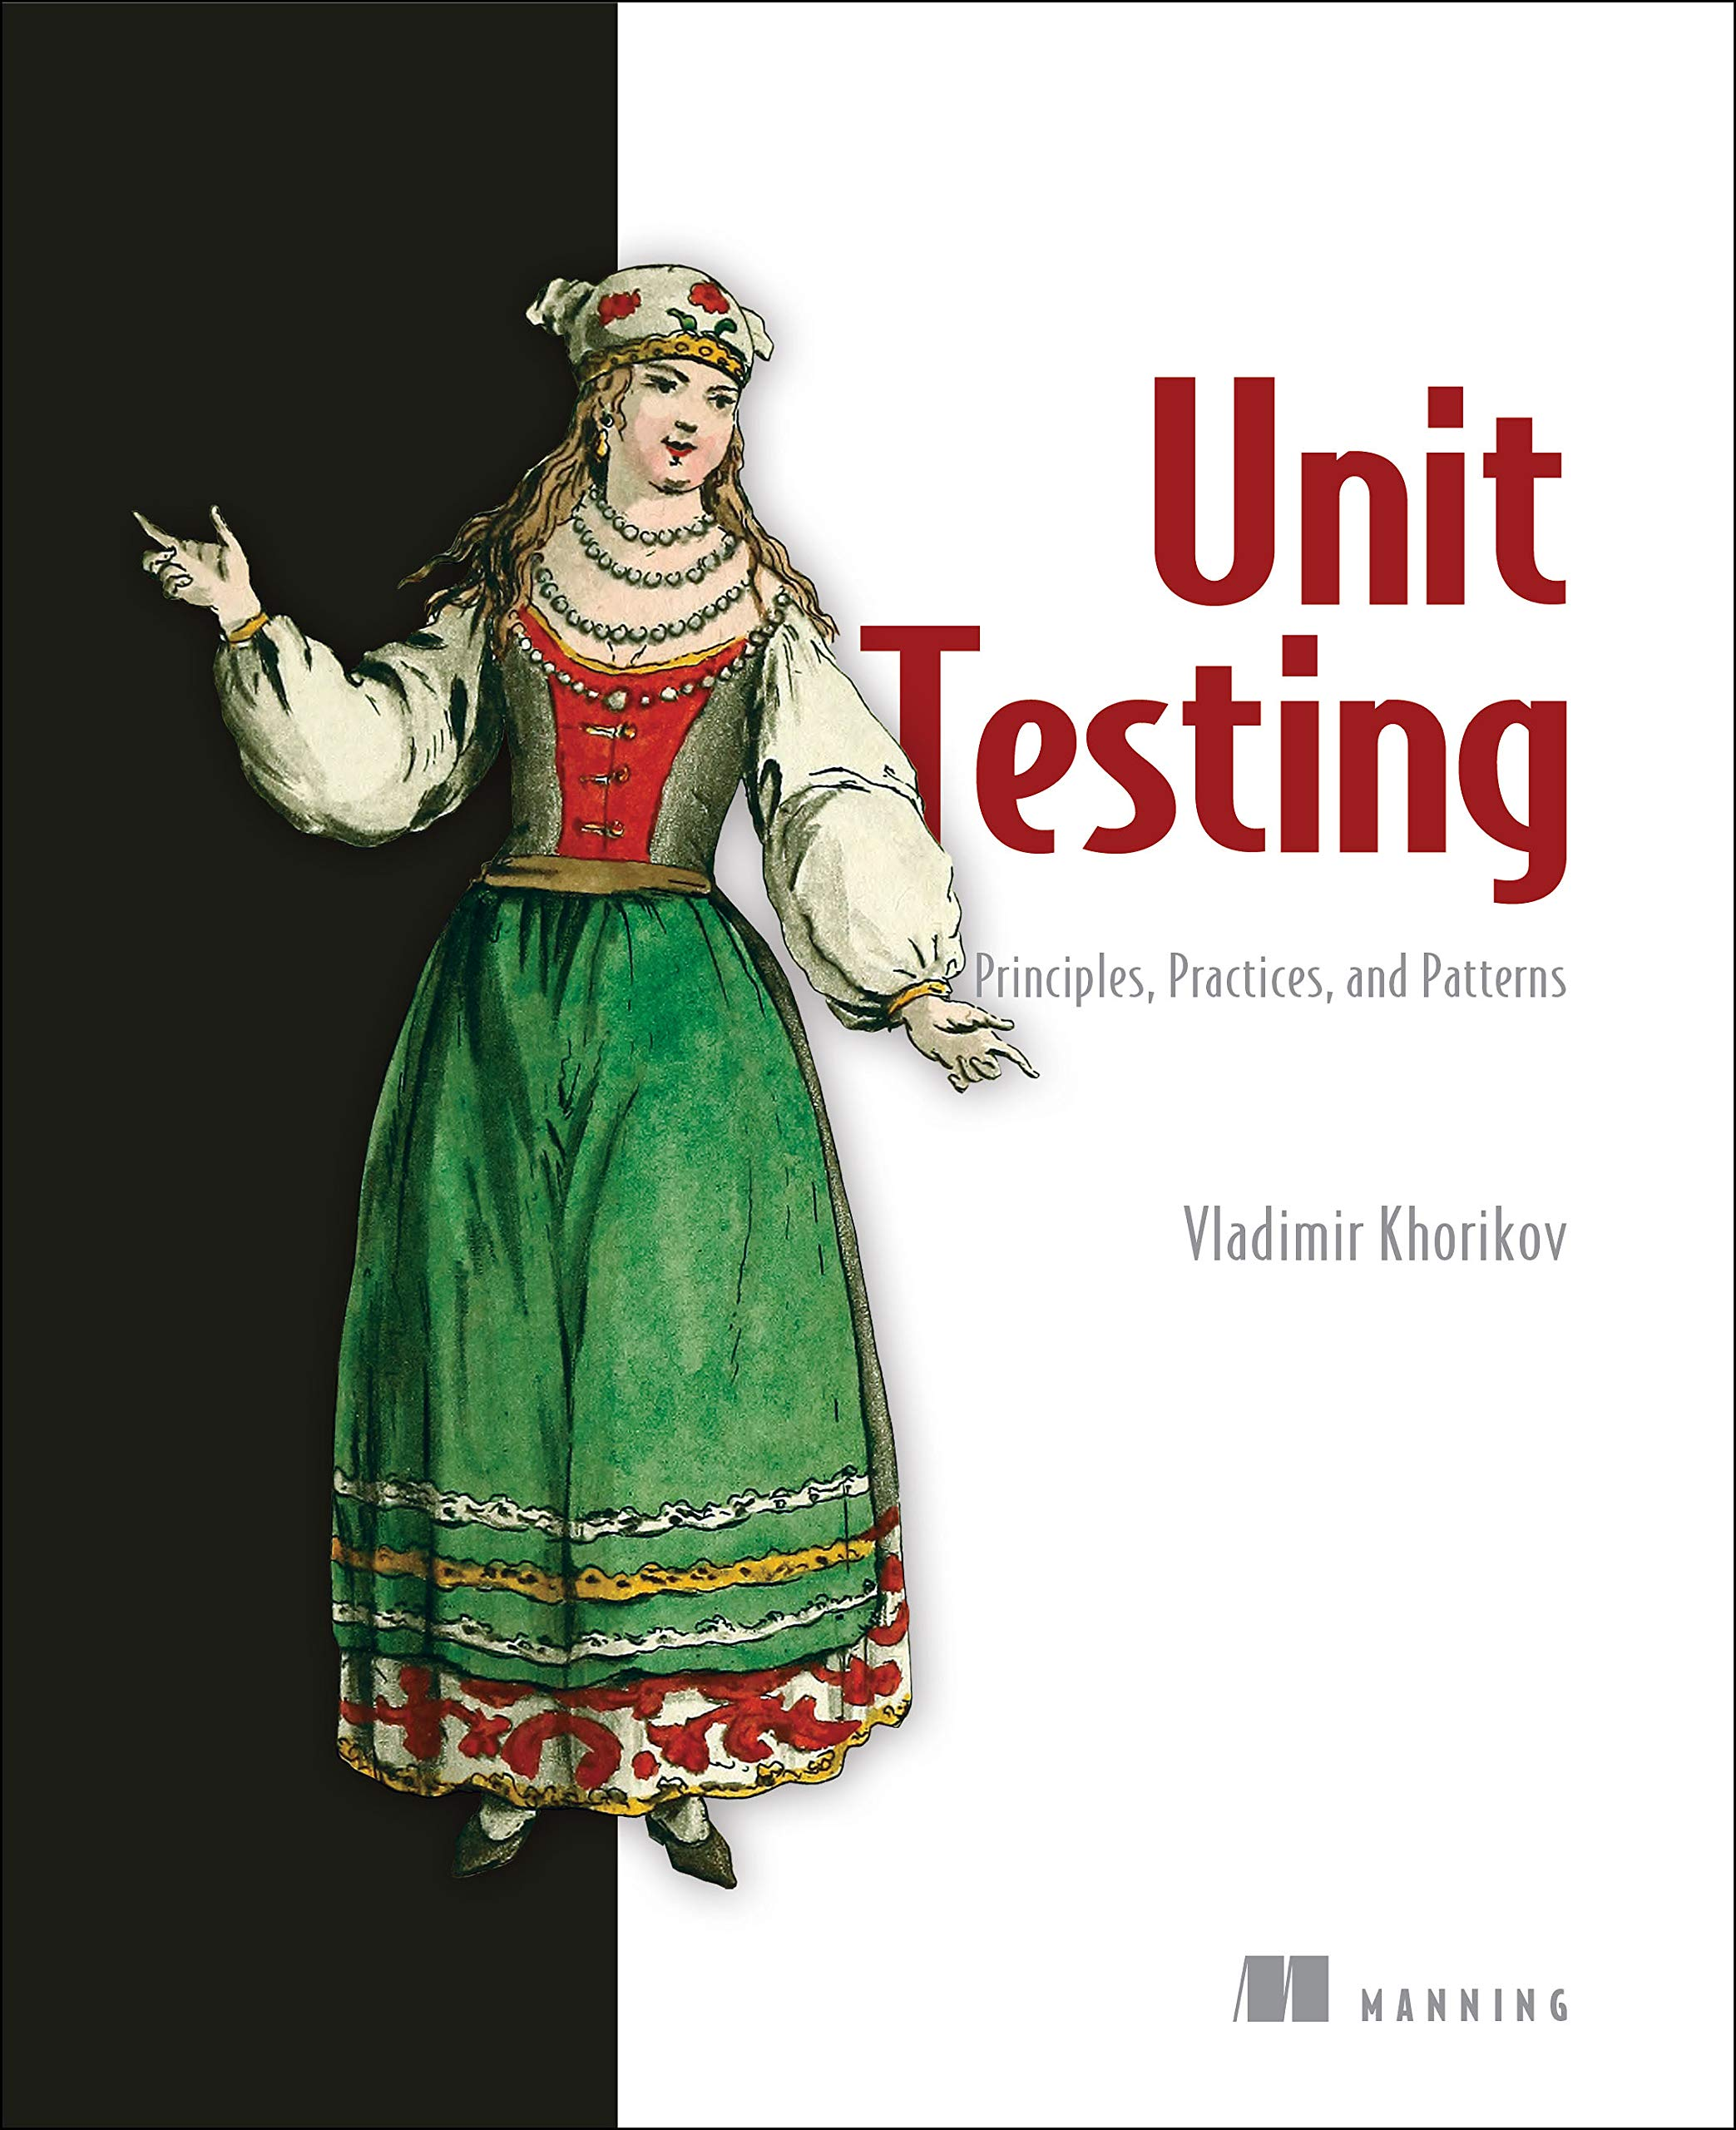 Unit
Testing
Principles, Practices, and Patterns
Vladimir Khorikov
MANNING